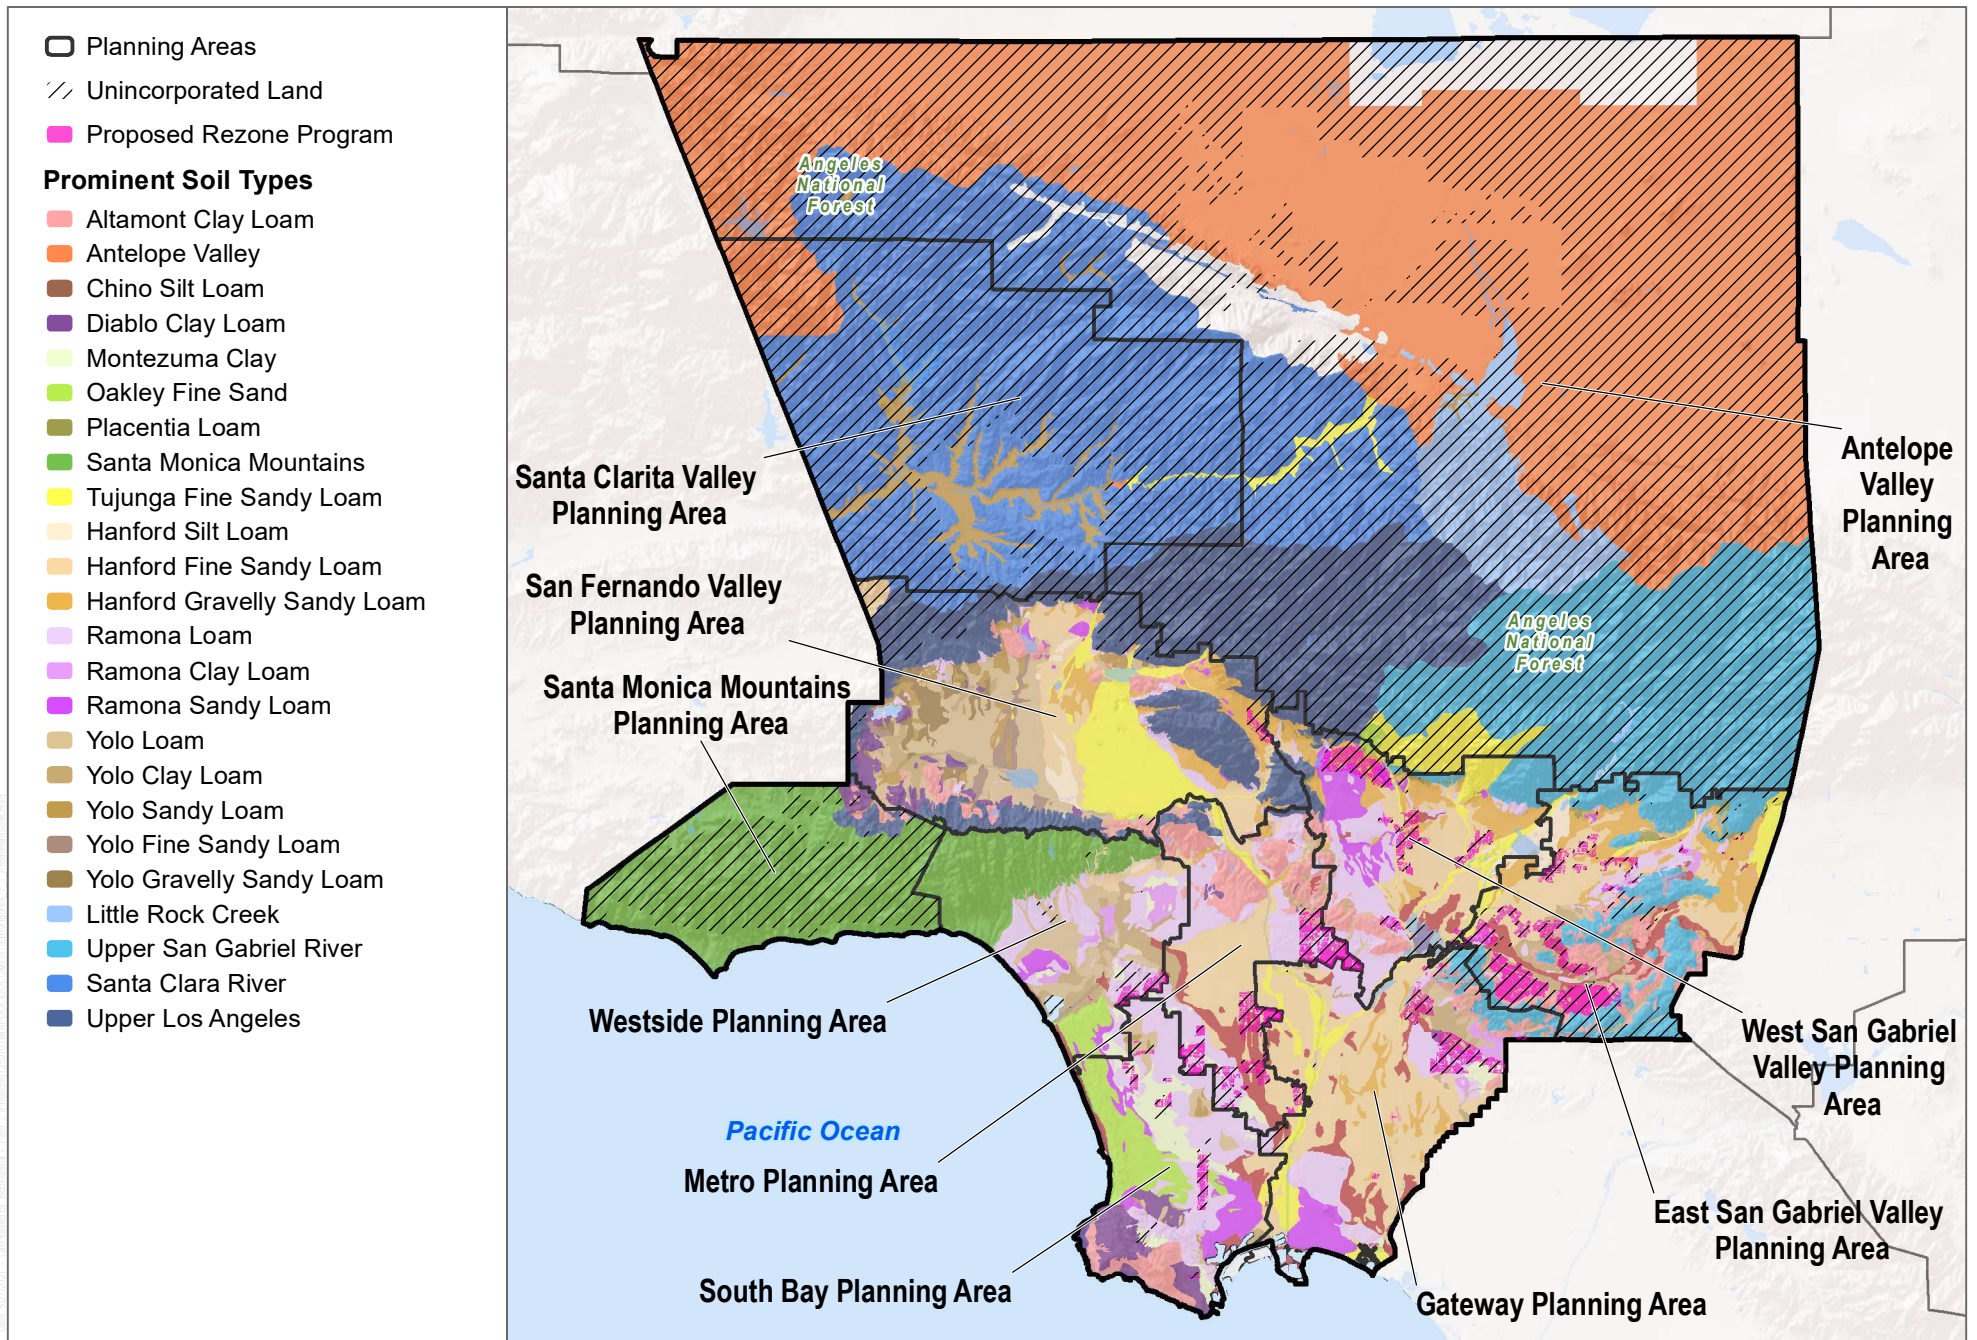 Planning Areas
Unincorporated Land
Proposed Rezone Program
Prominent Soil Types
Altamont Clay Loam
Antelope Valley
Chino Silt Loam
Diablo Clay Loam
Montezuma Clay
Oakley Fine Sand
Placentia Loam
Santa Monica Mountains
Tujunga Fine Sandy Loam
Hanford Silt Loam
Hanford Fine Sandy Loam
Hanford Gravelly Sandy Loam
Ramona Loam
Ramona Clay Loam
Ramona Sandy Loam
Yolo Loam
Yolo Clay Loam
Yolo Sandy Loam
Yolo Fine Sandy Loam
Yolo Gravelly Sandy Loam
Little Rock Creek
Upper San Gabriel River
Santa Clara River
Upper Los Angeles
Angeles
National
Forest
Antelope
Valley
Planning
Area
Santa Clarita Valley
Planning Area
San Fernando Valley
Planning Area
Angeles
National
Forest
Santa Monica Mountains
Planning Area
Westside Planning Area
West San Gabriel
Valley Planning
Area
Pacific Ocean
Metro Planning Area
East San Gabriel Valley
Planning Area
South Bay Planning Area
Gateway Planning Area